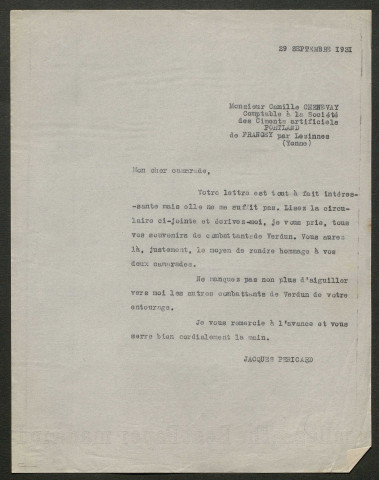 29 SEPTEMBRE 1931
Monsieur Camille CHENEVAY
Comptable à la Société
des Ciments artificiels
PORTLAND
de FRANGEY par Lezinnes
(Yonne)
Mon cher camarade,
Votre lettre est tout à fait intéres-
-sante mais elle ne me suffit pas. Lisez la circu-
laire ci-jointe et écrivez-moi, je vous prie, tous
vos souvenirs de combattantde Verdun. Vous aurez
là, justement, le moyen de rendre hommage à vos
deux camarades.
Ne manquez pas non plus d'aiguiller
vers moi les autres combattants de Verdun de votre
entourage.
Je vous remercie à l'avance et vous
serre bien cordialement la main.
JACQUES PERICARD